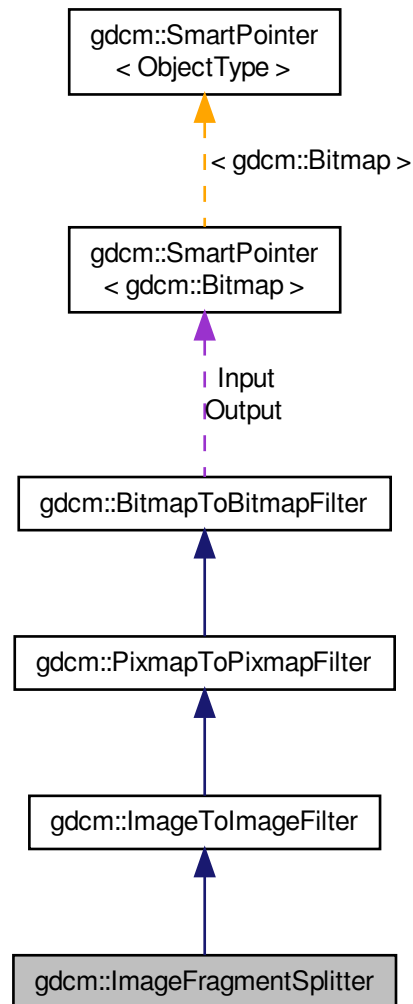 gdcm::SmartPointer
< ObjectType >
< gdcm::Bitmap >
gdcm::SmartPointer
< gdcm::Bitmap >
Input
Output
gdcm::BitmapToBitmapFilter
gdcm::PixmapToPixmapFilter
gdcm::ImageToImageFilter
gdcm::ImageFragmentSplitter